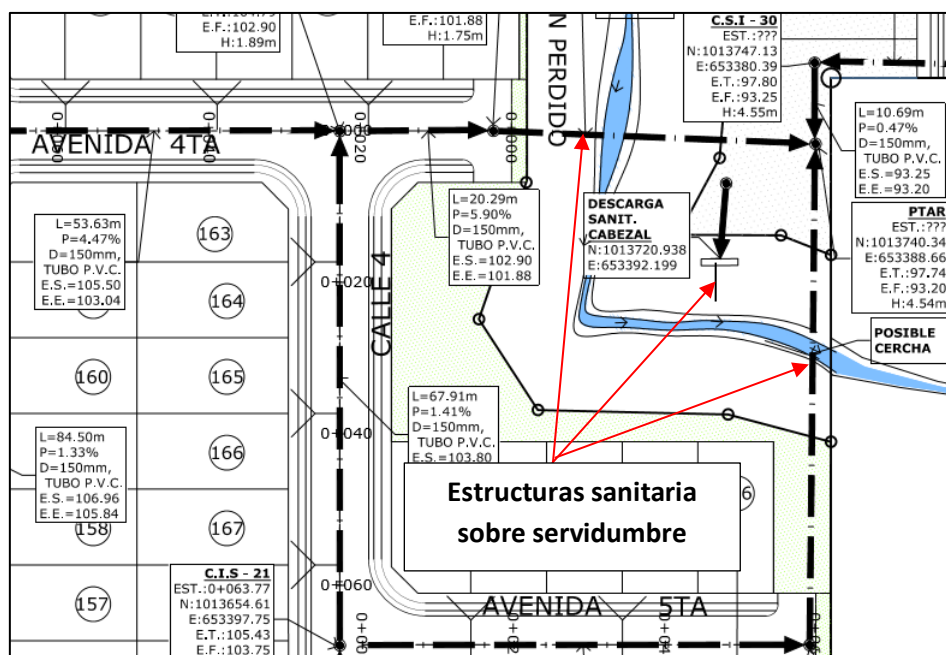 E.F.:102.90
H:1.89m
E.F.:101.88
H:1.75m
N PERDIDO
C.S.I - 30
EST.:???
N:1013747.13
E:653380.39
E.T.:97.80
E.F.:93.25
H:4.55m
L=10.69m
P=0.47%
D=150mm,
TUBO P.V.C.
E.S.=93.25
E.E.=93.20
AVENIDA 4TA
0+020
0+000
L=53.63m
P=4.47%
D=150mm,
TUBO P.V.C.
E.S.=105.50
E.E.=103.04
163
L=20.29m
P=5.90%
D=150mm,
TUBO P.V.C.
E.S.=102.90
E.E.=101.88
DESCARGA
SANIT.
CABEZAL
N:1013720.938
E:653392.199
PTAR
EST.:???
N:1013740.34
E:653388.66
E.T.:97.74
E.F.:93.20
H:4.54m
164
0+020
CALLE 4
POSIBLE
CERCHA
160
165
L=67.91m
P=1.41%
D=150mm,
TUBO P.V.C.
E.S.=103.80
L=84.50m
P=1.33%
D=150mm,
TUBO P.V.C.
E.S.=106.96
E.E.=105.84
166
0+040
Estructuras sanitaria
sobre servidumbre
6
158
167
C.I.S - 21
EST.:0+063.77
N:1013654.61
E:653397.75
E.T.:105.43
E.F.:103.75
0+060
157
AVENIDA 5TA